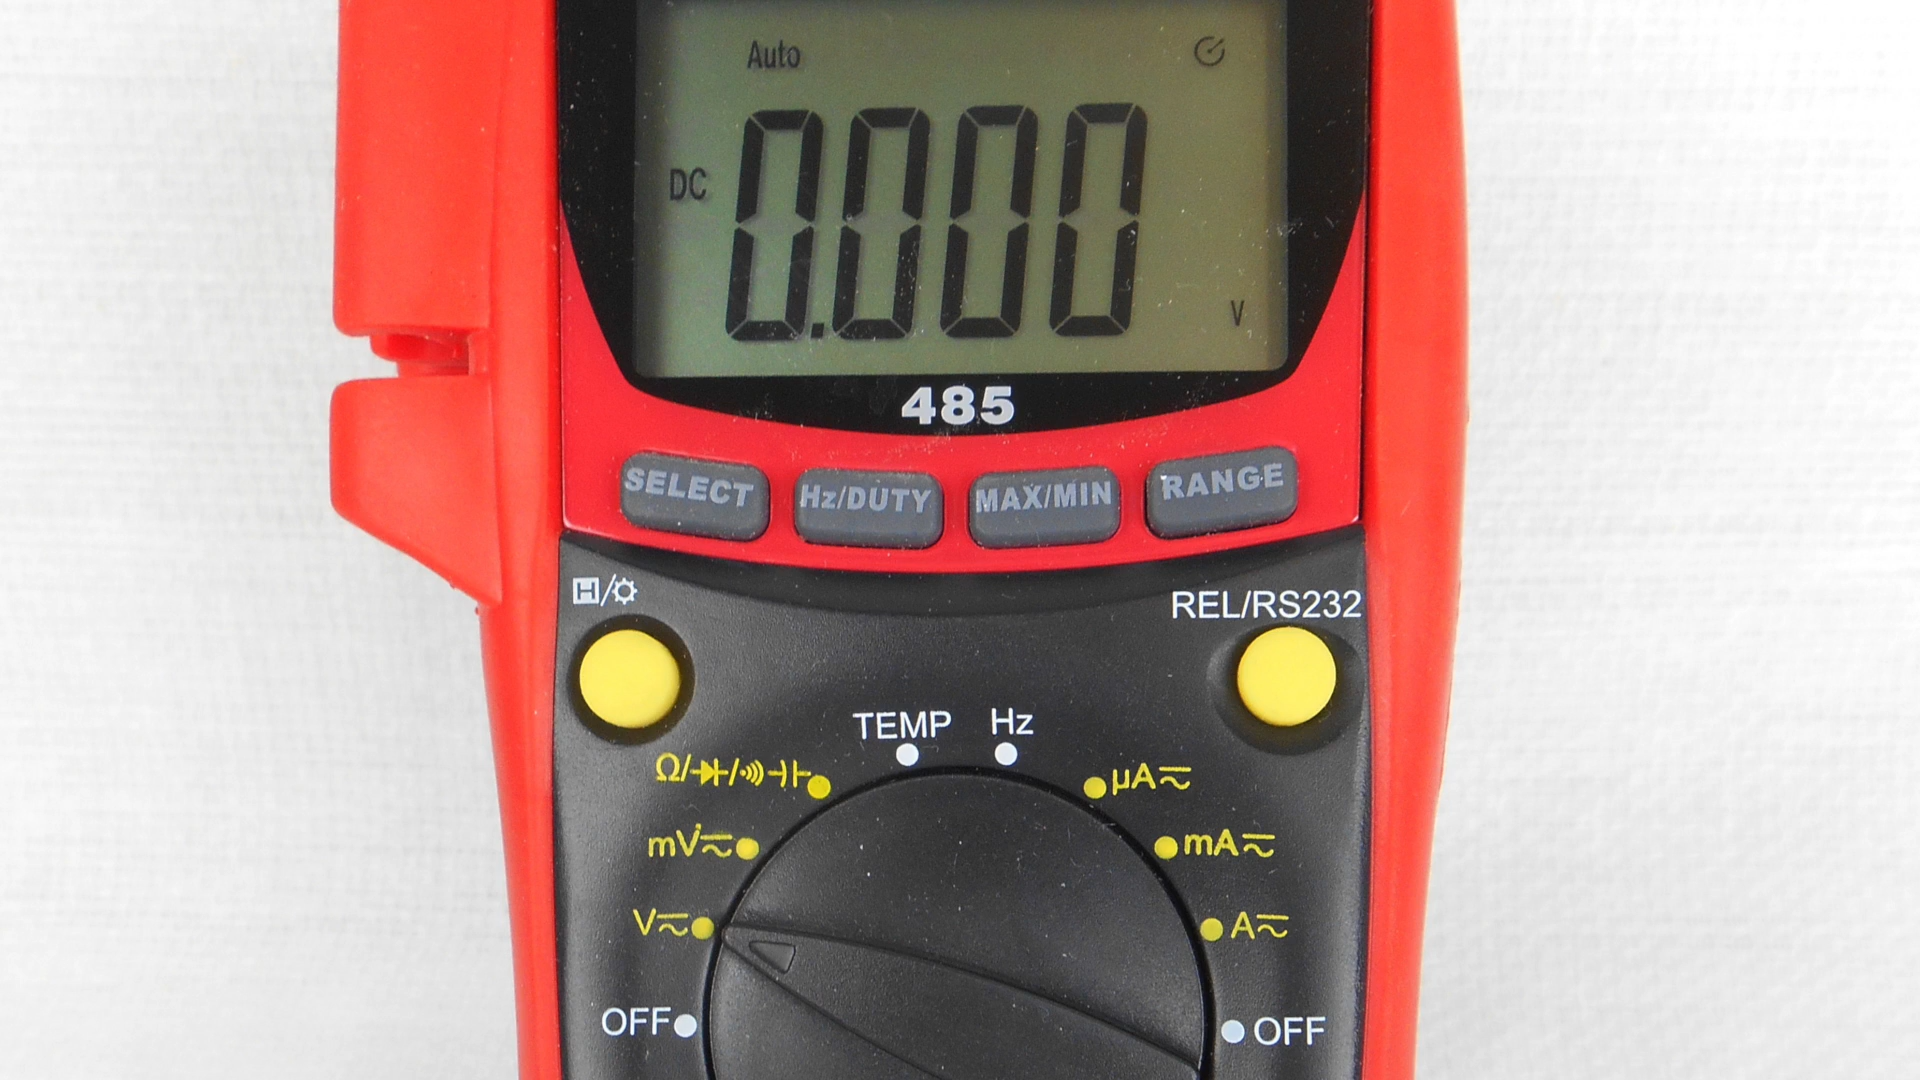 Auto
DC 0.000 V
485
SELECT Hz/DUTY MAX/MIN RANGE
H/☼ REL/RS232
TEMP Hz
Ω/ µA
mV mA
V A
OFF OFF